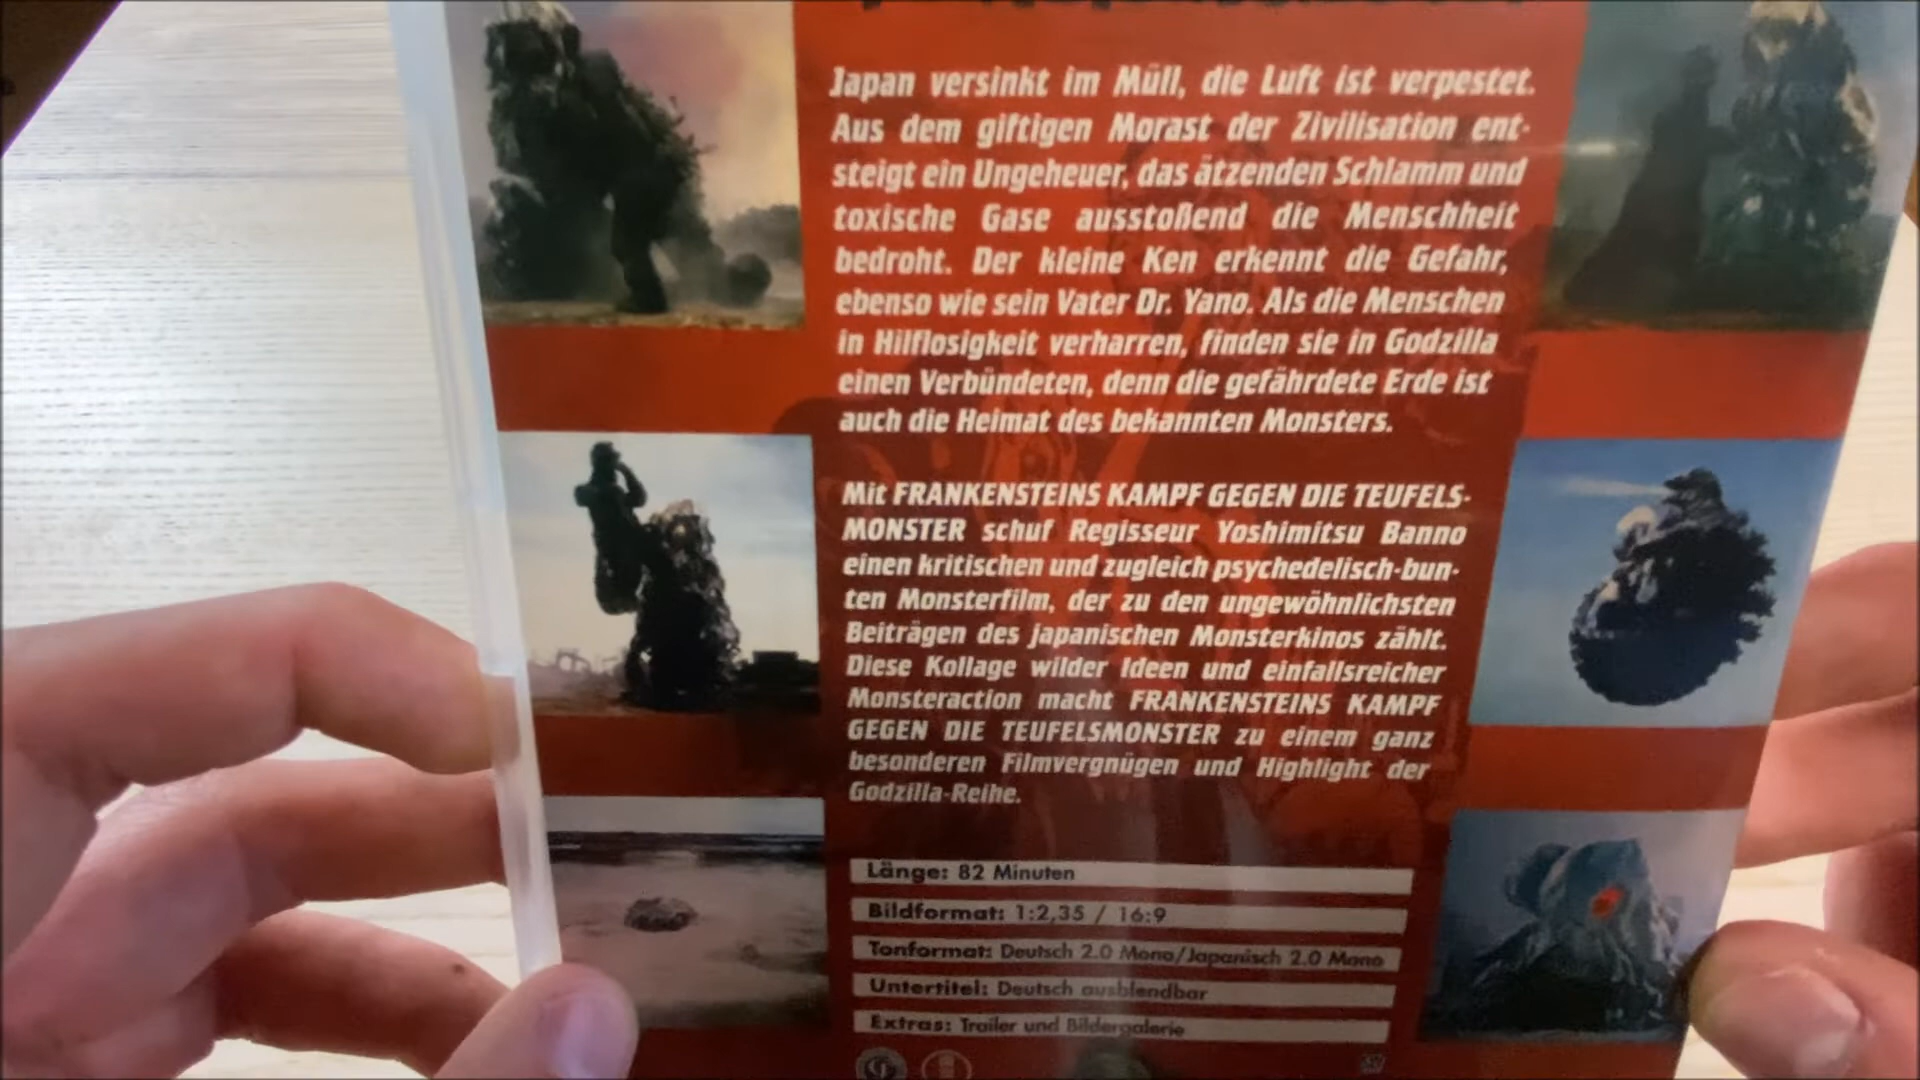 Japan versinkt im Müll, die Luft ist verpestet.
Aus dem giftigen Morast der Zivilisation ent-
steigt ein Ungeheuer, das ätzenden Schlamm und
toxische Gase ausstoßend die Menschheit
bedroht. Der kleine Ken erkennt die Gefahr,
ebenso wie sein Vater Dr. Yano. Als die Menschen
in Hilflosigkeit verharren, finden sie in Godzilla
einen Verbündeten, denn die gefährdete Erde ist
auch die Heimat des bekannten Monsters.
Mit FRANKENSTEINS KAMPF GEGEN DIE TEUFELS-
MONSTER schuf Regisseur Yoshimitsu Banno
einen kritischen und zugleich psychedelisch-bun-
ten Monsterfilm, der zu den ungewöhnlichsten
Beiträgen des japanischen Monsterkinos zählt.
Diese Kollage wilder Ideen und einfallsreicher
Monsteraction macht FRANKENSTEINS KAMPF
GEGEN DIE TEUFELSMONSTER zu einem ganz
besonderen Filmvergnügen und Highlight der
Godzilla-Reihe.
Länge: 82 Minuten
Bildformat: 1:2,35 / 16:9
Tonformat: Deutsch 2.0 Mono/Japanisch 2.0 Mono
Untertitel: Deutsch ausblendbar
Extras: Trailer und Bildergalerie